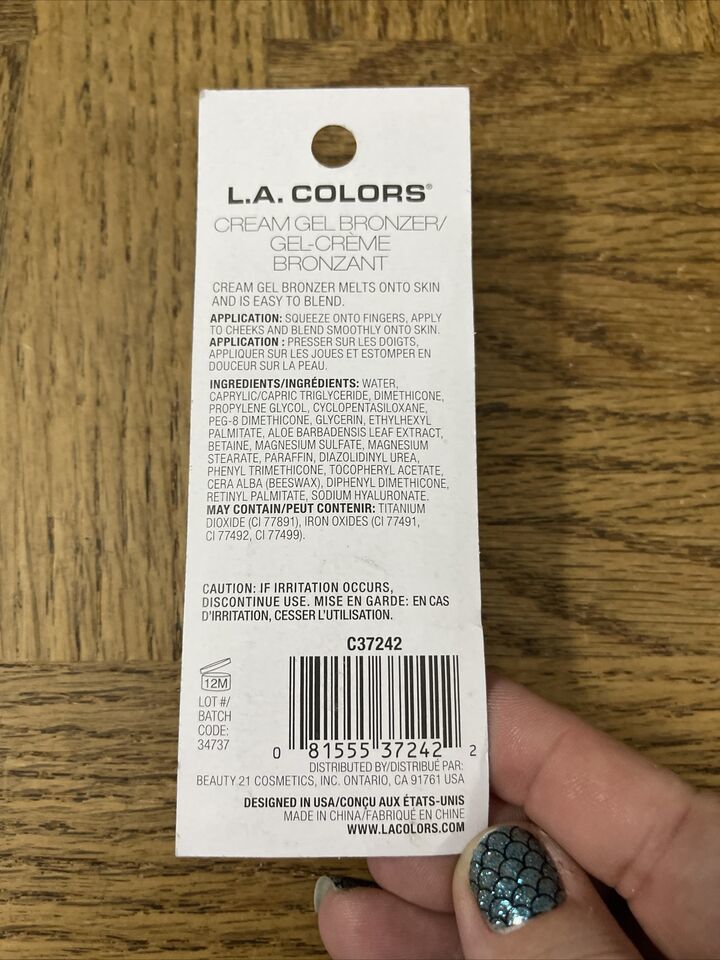 L.A. COLORS®
CREAM GEL BRONZER/
GEL-CRÈME
BRONZANT
CREAM GEL BRONZER MELTS ONTO SKIN
AND IS EASY TO BLEND.
APPLICATION: SQUEEZE ONTO FINGERS, APPLY
TO CHEEKS AND BLEND SMOOTHLY ONTO SKIN.
APPLICATION : PRESSER SUR LES DOIGTS,
APPLIQUER SUR LES JOUES ET ESTOMPER EN
DOUCEUR SUR LA PEAU.
INGREDIENTS/INGRÉDIENTS: WATER,
CAPRYLIC/CAPRIC TRIGLYCERIDE, DIMETHICONE,
PROPYLENE GLYCOL, CYCLOPENTASILOXANE,
PEG-8 DIMETHICONE, GLYCERIN, ETHYLHEXYL
PALMITATE, ALOE BARBADENSIS LEAF EXTRACT,
BETAINE, MAGNESIUM SULFATE, MAGNESIUM
STEARATE, PARAFFIN, DIAZOLIDINYL UREA,
PHENYL TRIMETHICONE, TOCOPHERYL ACETATE,
CERA ALBA (BEESWAX), DIPHENYL DIMETHICONE,
RETINYL PALMITATE, SODIUM HYALURONATE.
MAY CONTAIN/PEUT CONTENIR: TITANIUM
DIOXIDE (CI 77891), IRON OXIDES (CI 77491,
CI 77492, CI 77499).
CAUTION: IF IRRITATION OCCURS,
DISCONTINUE USE. MISE EN GARDE: EN CAS
D'IRRITATION, CESSER L'UTILISATION.
C37242
12M
LOT #/
BATCH
CODE:
34737
0 81555 37242 2
DISTRIBUTED BY/DISTRIBUÉ PAR:
BEAUTY 21 COSMETICS, INC. ONTARIO, CA 91761 USA
DESIGNED IN USA/CONÇU AUX ÉTATS-UNIS
MADE IN CHINA/FABRIQUÉ EN CHINE
WWW.LACOLORS.COM